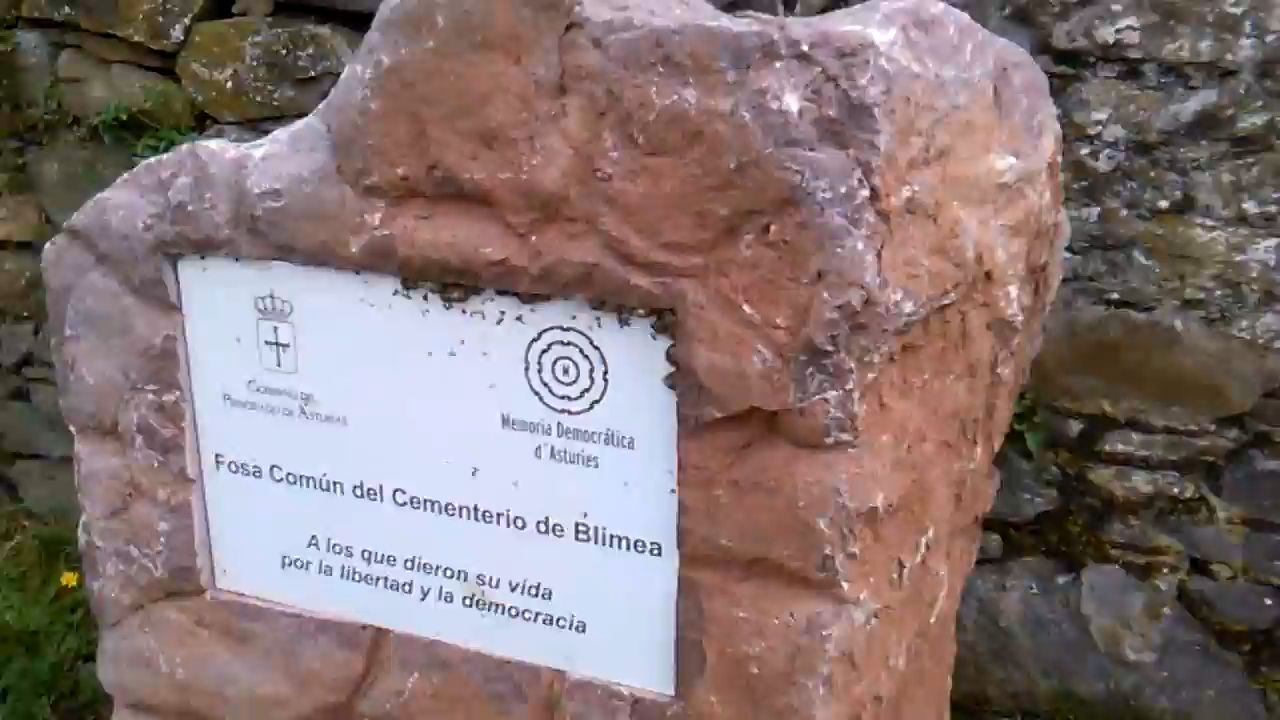 Gobierno del
Principado de Asturias
Memoria Democrática
d'Asturies
Fosa Común del Cementerio de Blimea
A los que dieron su vida
por la libertad y la democracia